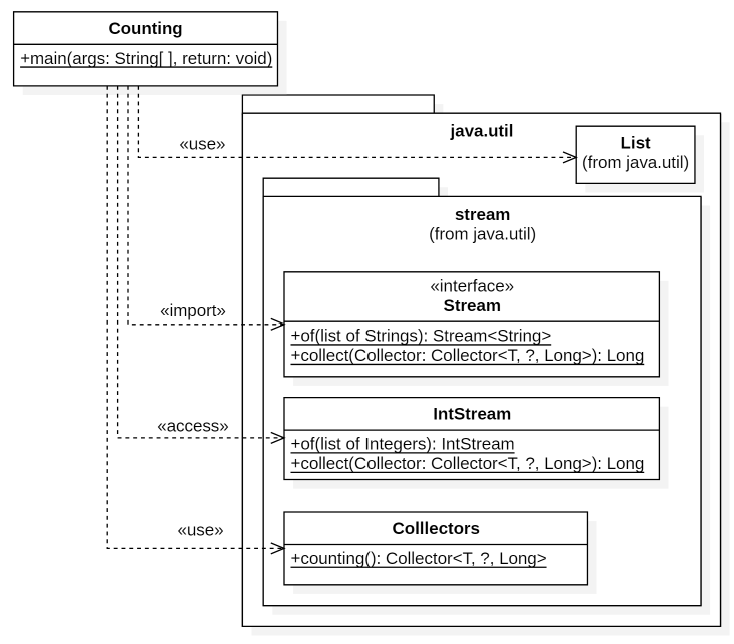 Counting
+main(args: String[ ], return: void)
java.util
«use»
List
(from java.util)
stream
(from java.util)
«interface»
Stream
«import»
+of(list of Strings): Stream<String>
+collect(Collector: Collector<T, ?, Long>): Long
IntStream
«access»
+of(list of Integers): IntStream
+collect(Collector: Collector<T, ?, Long>): Long
«use»
Colllectors
+counting(): Collector<T, ?, Long>